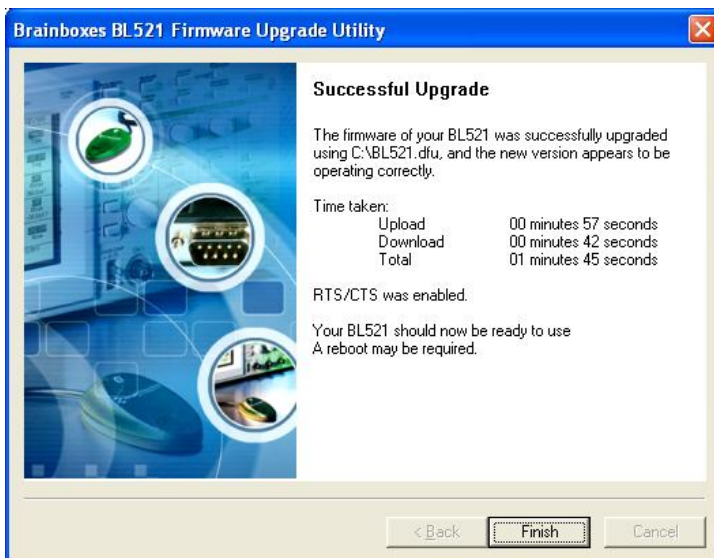 Brainboxes BL521 Firmware Upgrade Utility
Successful Upgrade
The firmware of your BL521 was successfully upgraded
using C:\BL521.dfu, and the new version appears to be
operating correctly.
Time taken:
Upload 00 minutes 57 seconds
Download 00 minutes 42 seconds
Total 01 minutes 45 seconds
RTS/CTS was enabled.
Your BL521 should now be ready to use
A reboot may be required.
< Back Finish Cancel